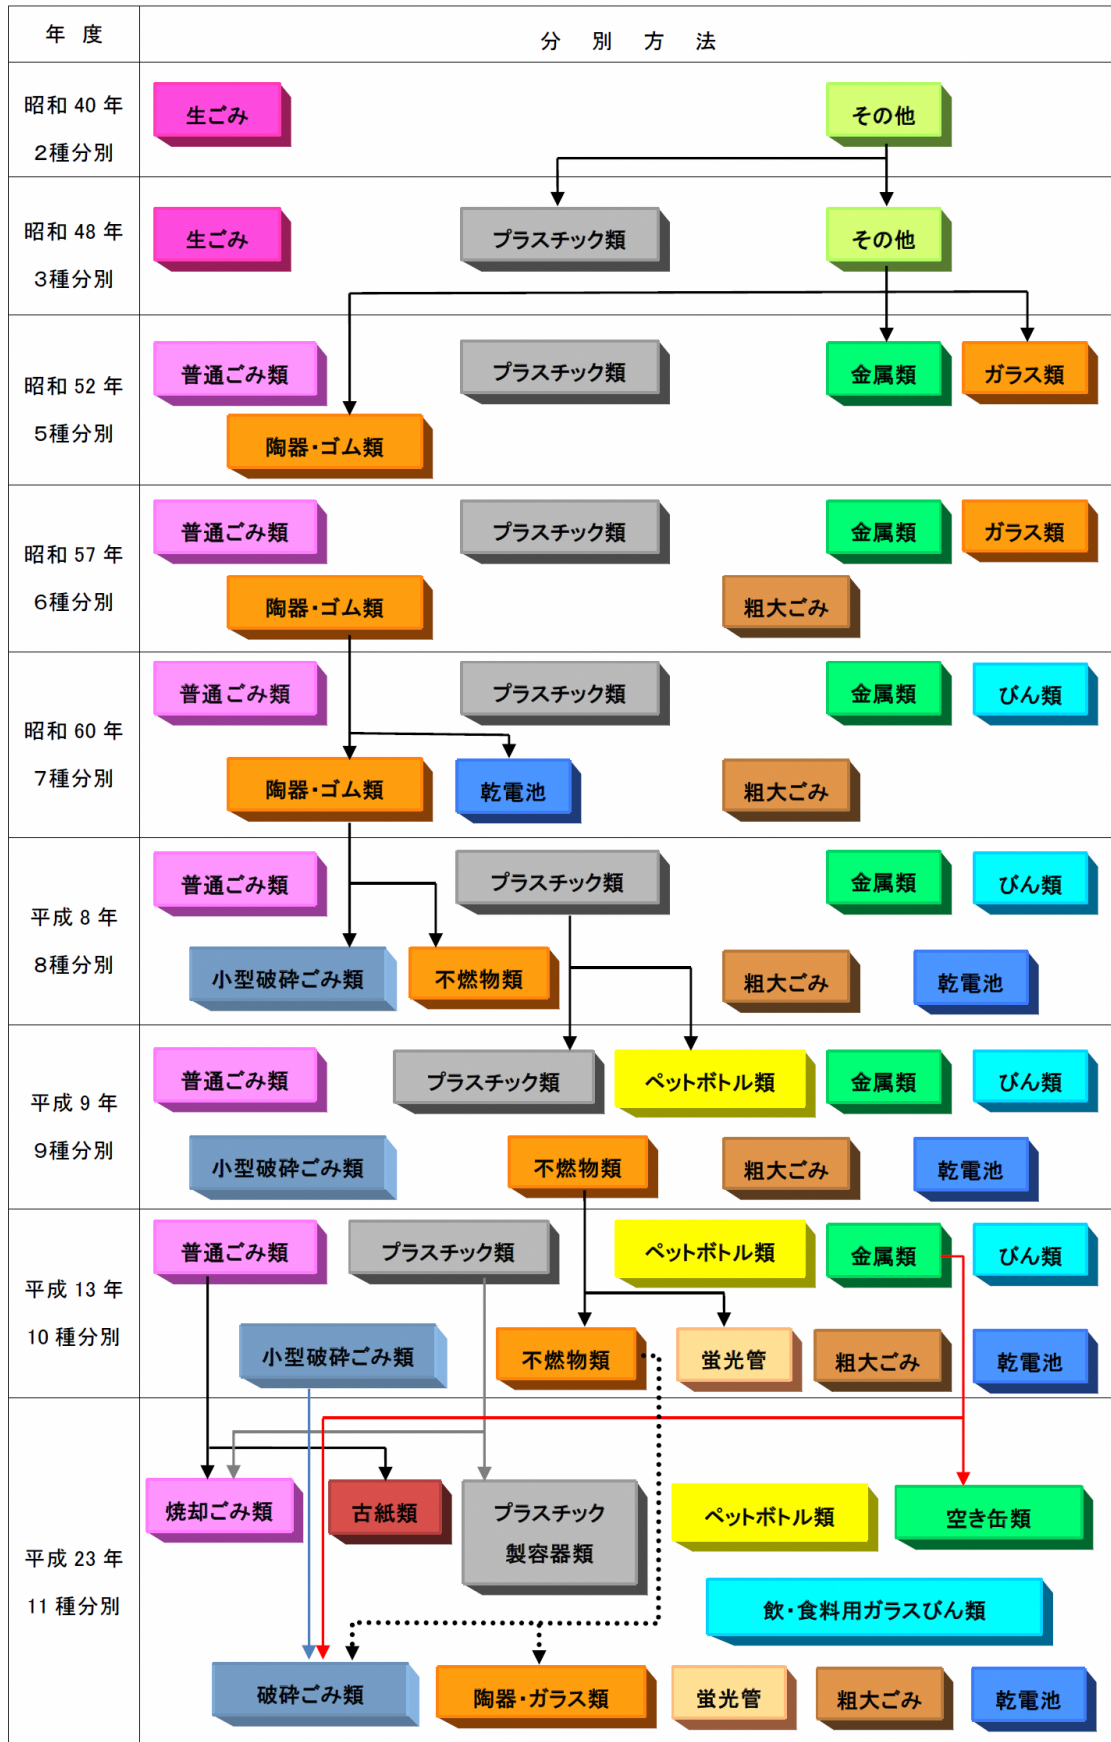 年 度
分 別 方 法
昭和 40 年
2種分別
生ごみ
その他
昭和 48 年
3種分別
生ごみ
プラスチック類
その他
昭和 52 年
5種分別
普通ごみ類
プラスチック類
金属類
ガラス類
陶器・ゴム類
昭和 57 年
6種分別
普通ごみ類
プラスチック類
金属類
ガラス類
陶器・ゴム類
粗大ごみ
昭和 60 年
7種分別
普通ごみ類
プラスチック類
金属類
びん類
陶器・ゴム類
乾電池
粗大ごみ
平成 8 年
8種分別
普通ごみ類
プラスチック類
金属類
びん類
小型破砕ごみ類
不燃物類
粗大ごみ
乾電池
平成 9 年
9種分別
普通ごみ類
プラスチック類
ペットボトル類
金属類
びん類
小型破砕ごみ類
不燃物類
粗大ごみ
乾電池
平成 13 年
10 種分別
普通ごみ類
プラスチック類
ペットボトル類
金属類
びん類
小型破砕ごみ類
不燃物類
蛍光管
粗大ごみ
乾電池
平成 23 年
11 種分別
焼却ごみ類
古紙類
プラスチック
製容器類
ペットボトル類
空き缶類
飲・食料用ガラスびん類
破砕ごみ類
陶器・ガラス類
蛍光管
粗大ごみ
乾電池